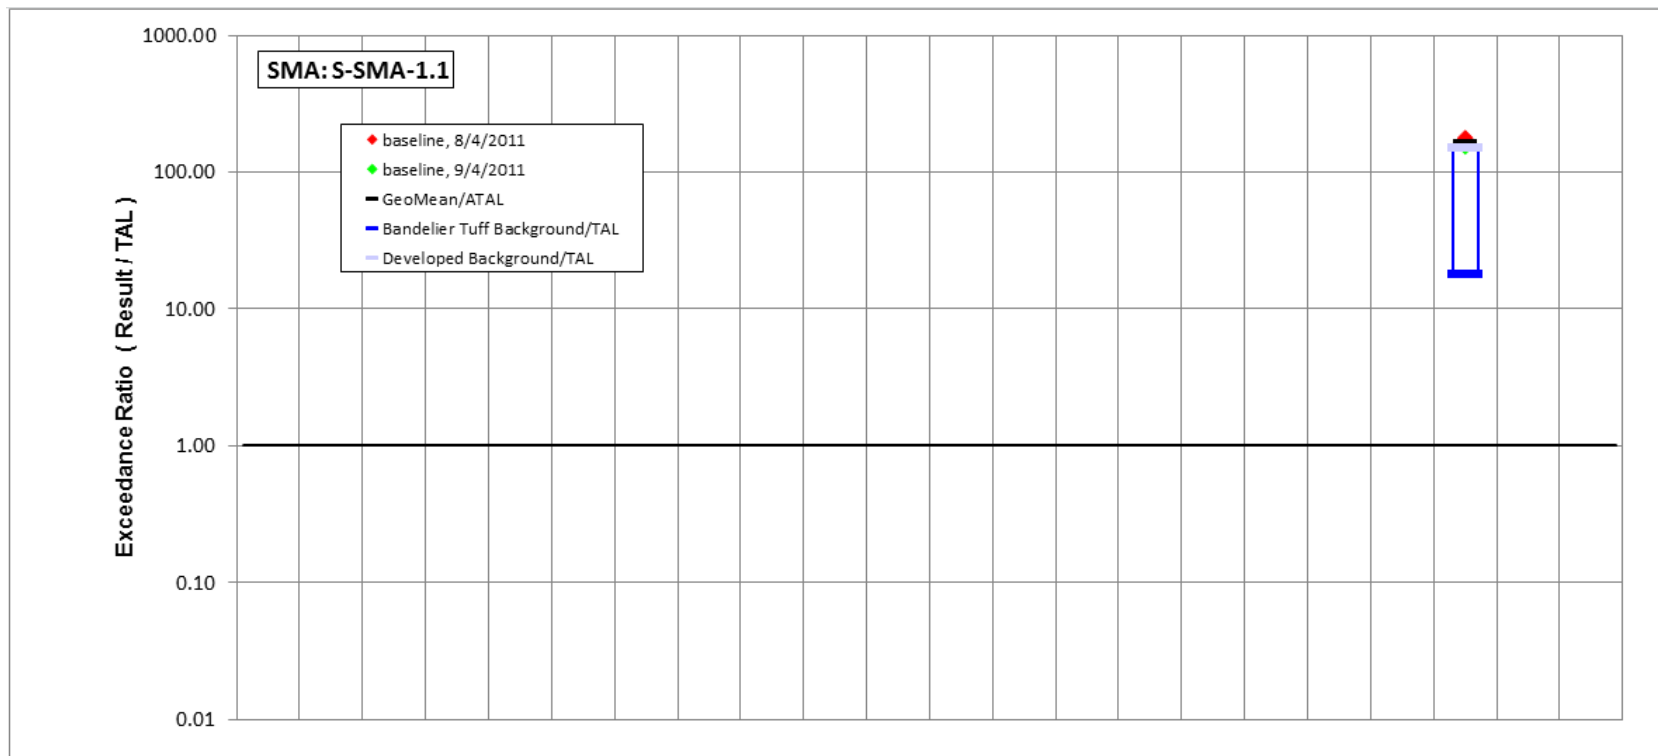 1000.00
SMA: S-SMA-1.1
baseline, 8/4/2011
baseline, 9/4/2011
GeoMean/ATAL
Bandelier Tuff Background/TAL
Developed Background/TAL
100.00
10.00
1.00
0.10
0.01
Exceedance Ratio ( Result / TAL )